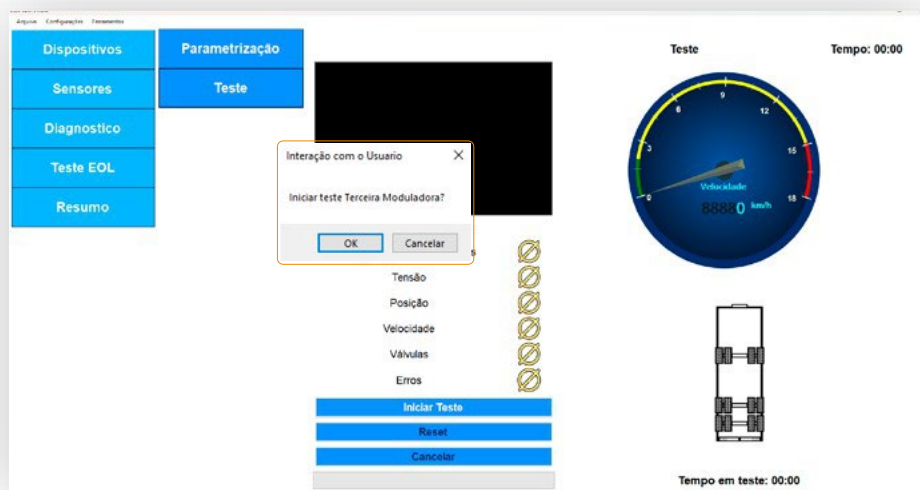 Arquivo Configurações Ferramentas
Dispositivos
Sensores
Diagnostico
Teste EOL
Resumo
Parametrização
Teste
Interação com o Usuario
Iniciar teste Terceira Moduladora?
OK Cancelar
s
Tensão
Posição
Velocidade
Válvulas
Erros
Iniciar Teste
Reset
Cancelar
Teste
Tempo: 00:00
0 3 6 9 12 15 18
Velocidade
88880 km/h
Tempo em teste: 00:00